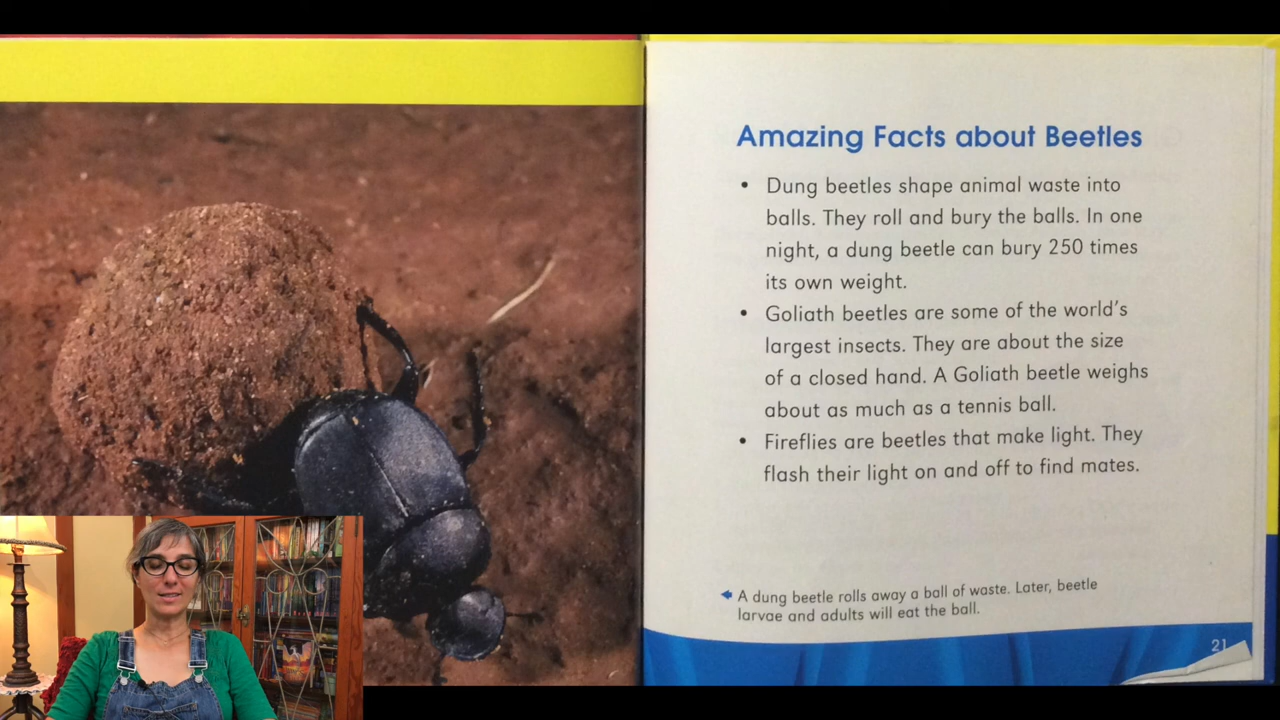 Amazing Facts about Beetles
• Dung beetles shape animal waste into
balls. They roll and bury the balls. In one
night, a dung beetle can bury 250 times
its own weight.
• Goliath beetles are some of the world's
largest insects. They are about the size
of a closed hand. A Goliath beetle weighs
about as much as a tennis ball.
• Fireflies are beetles that make light. They
flash their light on and off to find mates.
A dung beetle rolls away a ball of waste. Later, beetle
larvae and adults will eat the ball.
21